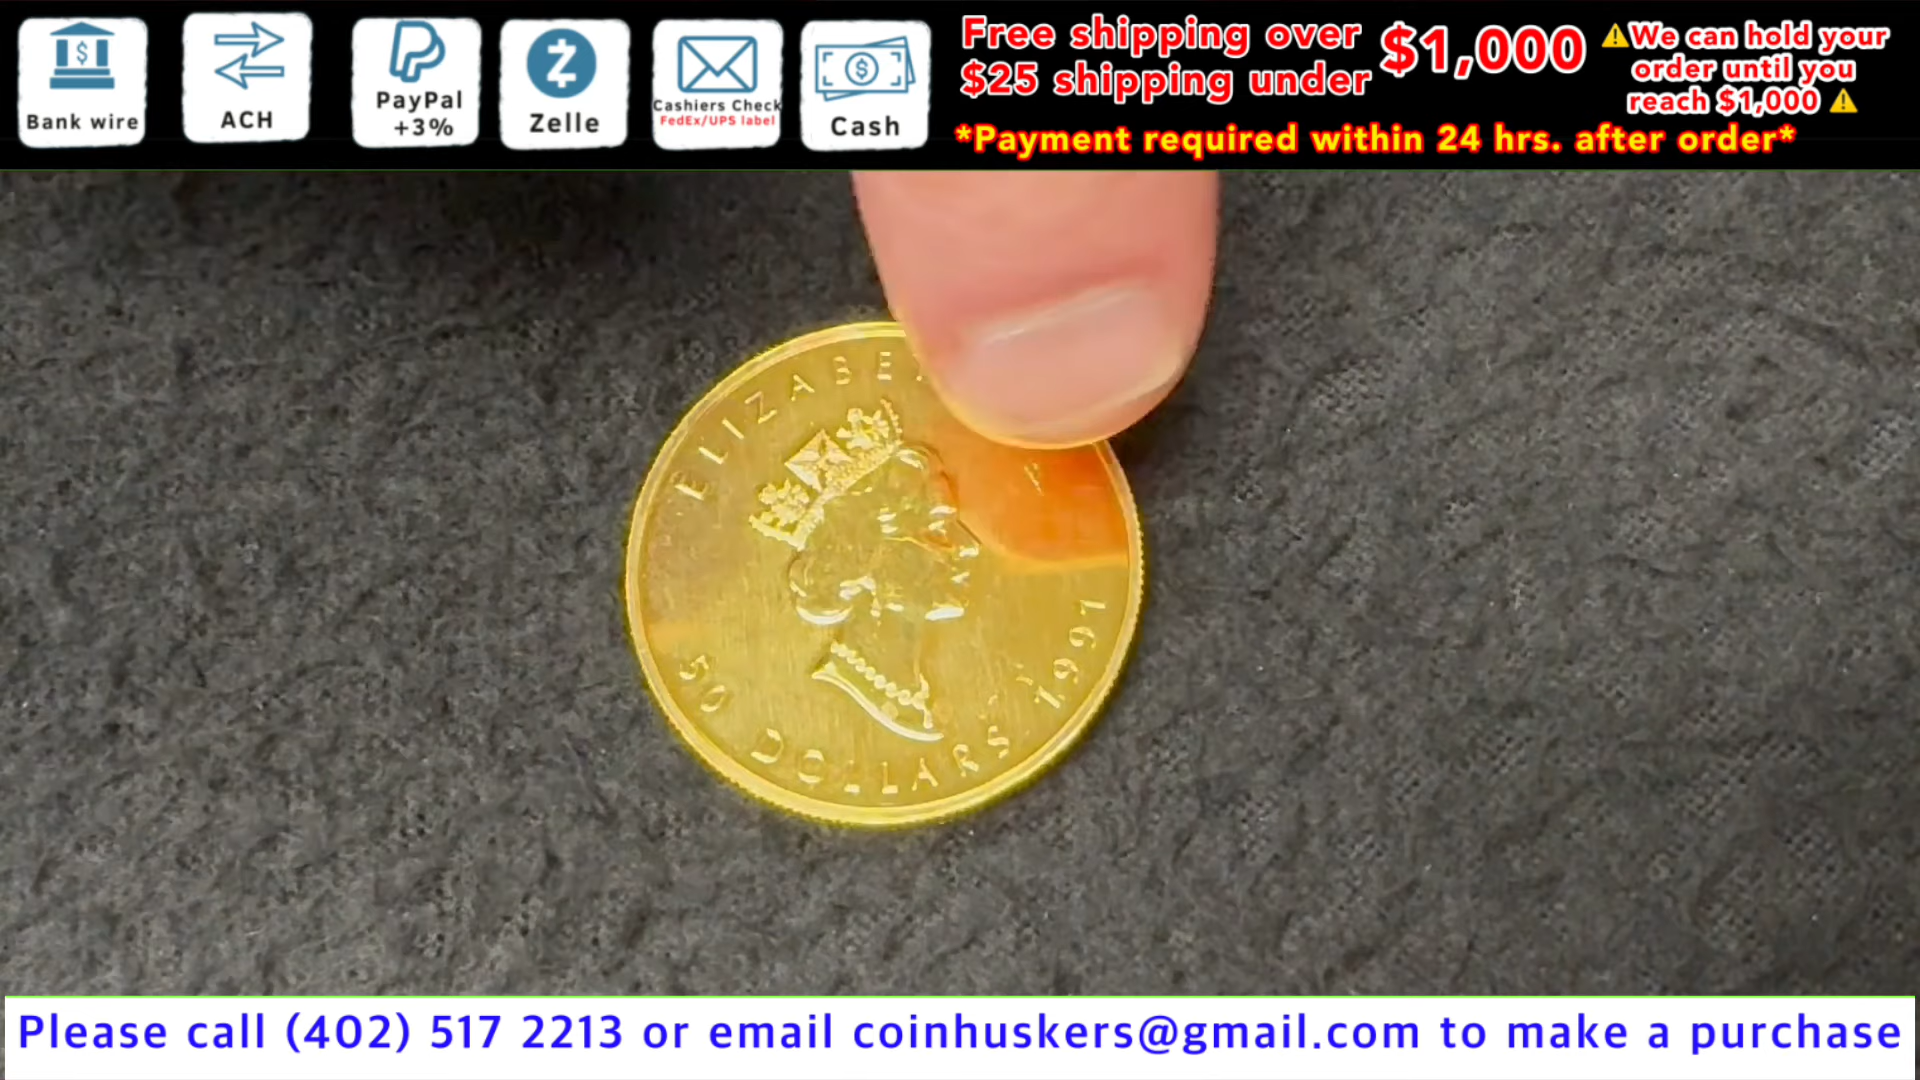 Bank wire
ACH
PayPal
+3%
Zelle
Cashiers Check
FedEx/UPS label
Cash
Free shipping over
$25 shipping under
$1,000
⚠️We can hold your
order until you
reach $1,000 ⚠️
*Payment required within 24 hrs. after order*
50 DOLLARS 1991
Please call (402) 517 2213 or email coinhuskers@gmail.com to make a purchase